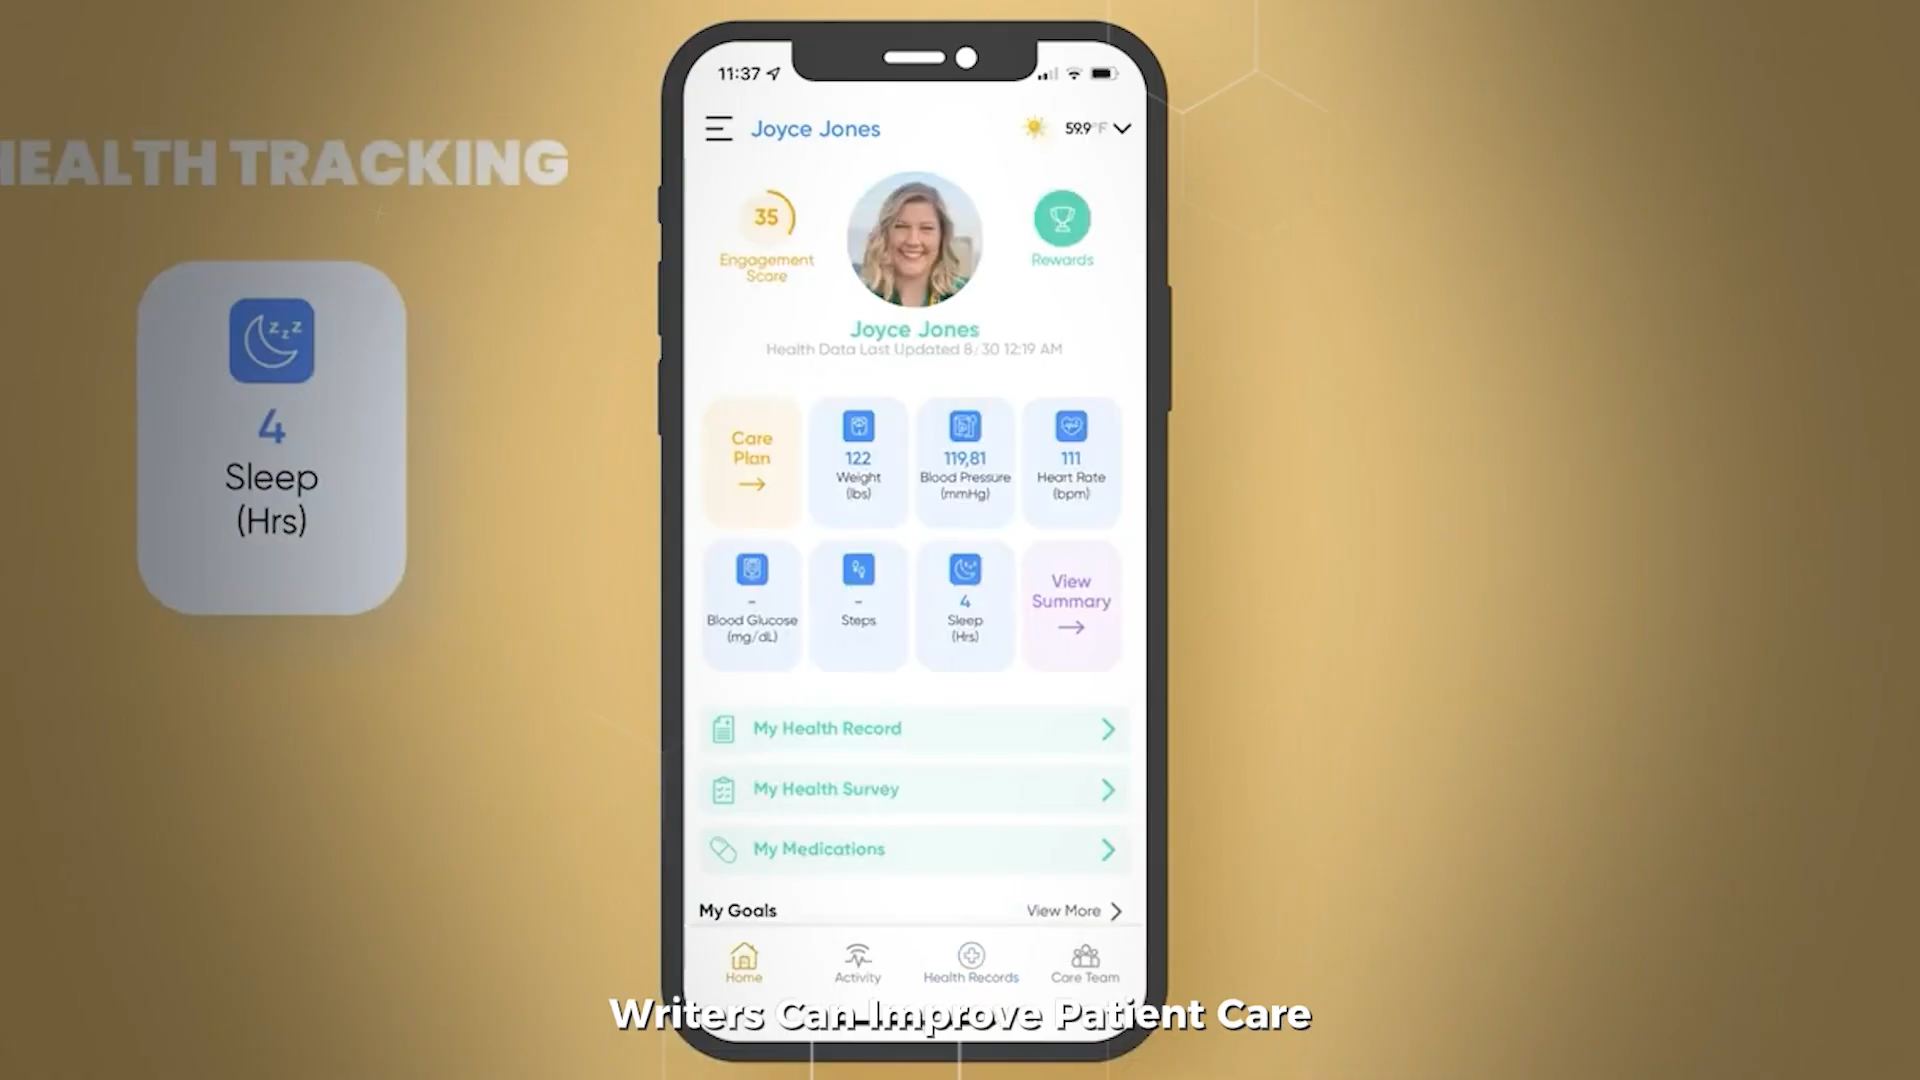 HEALTH TRACKING
4
Sleep
(Hrs)
11:37
Joyce Jones
59.9°F
35
Engagement
Score
Rewards
Joyce Jones
Health Data Last Updated 8/30 12:19 AM
Care
Plan
122
Weight
(lbs)
119,81
Blood Pressure
(mmHg)
111
Heart Rate
(bpm)
-
Blood Glucose
(mg/dL)
-
Steps
4
Sleep
(Hrs)
View
Summary
My Health Record
My Health Survey
My Medications
My Goals
View More
Home
Activity
Health Records
Care Team
Writers Can Improve Patient Care